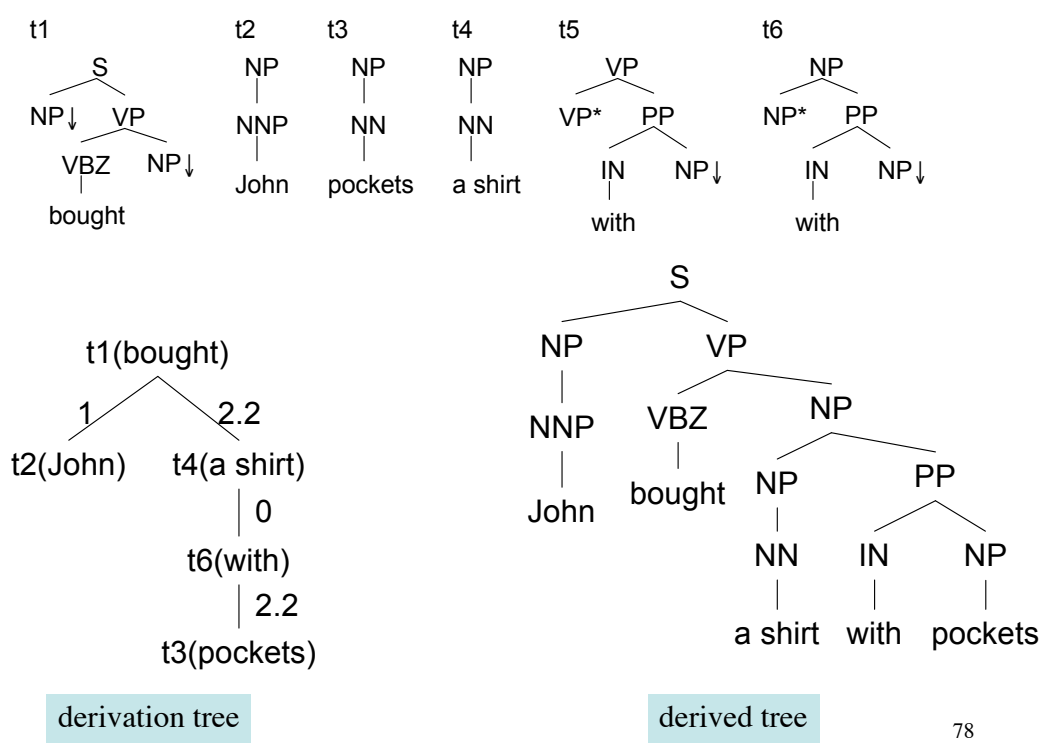 t1 t2 t3 t4 t5 t6
S NP NP NP VP NP
NP↓ VP NNP NN NN VP* PP NP* PP
VBZ NP↓ John pockets a shirt IN NP↓ IN NP↓
bought with with
S
t1(bought) NP VP
1 2.2 NNP VBZ NP
t2(John) t4(a shirt) John bought NP PP
0
t6(with) NN IN NP
2.2
t3(pockets) a shirt with pockets
derivation tree derived tree 78